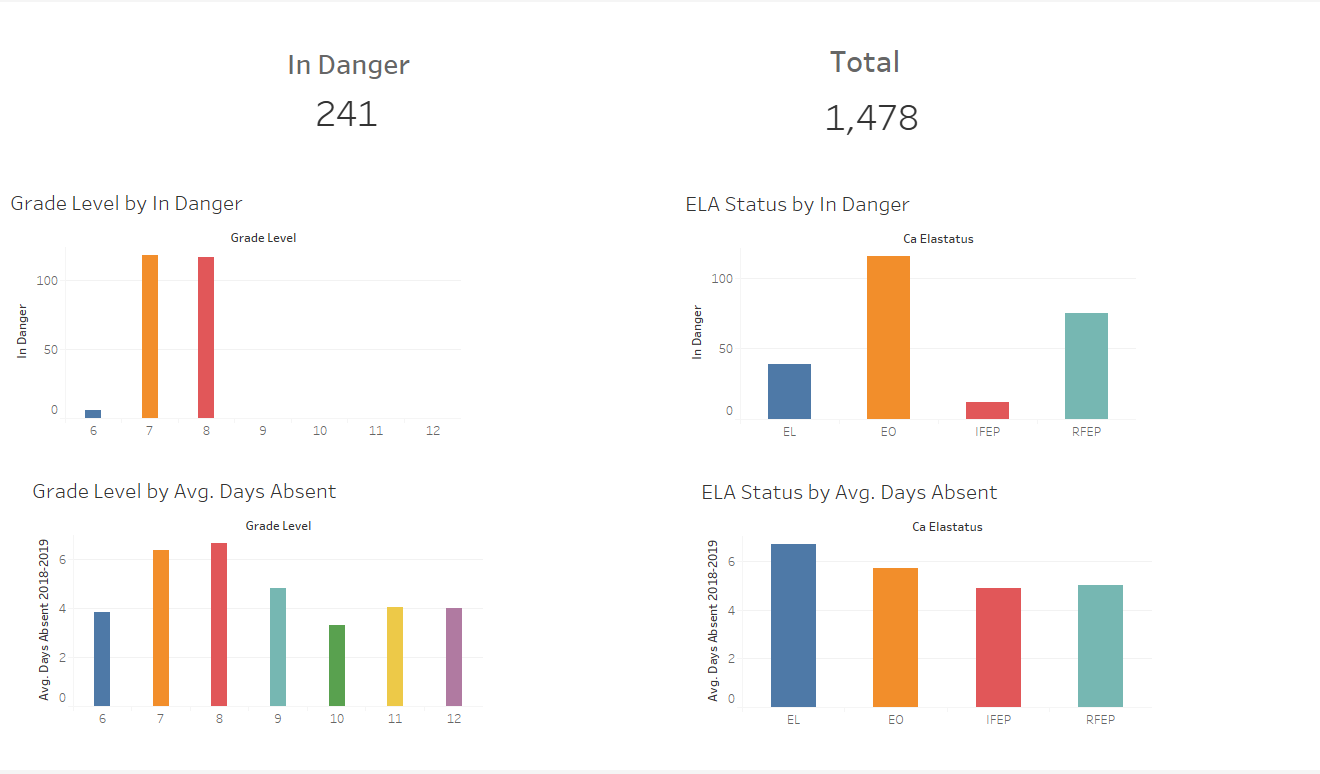 In Danger
241
Total
1,478
Grade Level by In Danger
Grade Level
In Danger
100
50
0
6 7 8 9 10 11 12
ELA Status by In Danger
Ca Elastatus
In Danger
100
50
0
EL EO IFEP RFEP
Grade Level by Avg. Days Absent
Grade Level
Avg. Days Absent 2018-2019
6
4
2
0
6 7 8 9 10 11 12
ELA Status by Avg. Days Absent
Ca Elastatus
Avg. Days Absent 2018-2019
6
4
2
0
EL EO IFEP RFEP